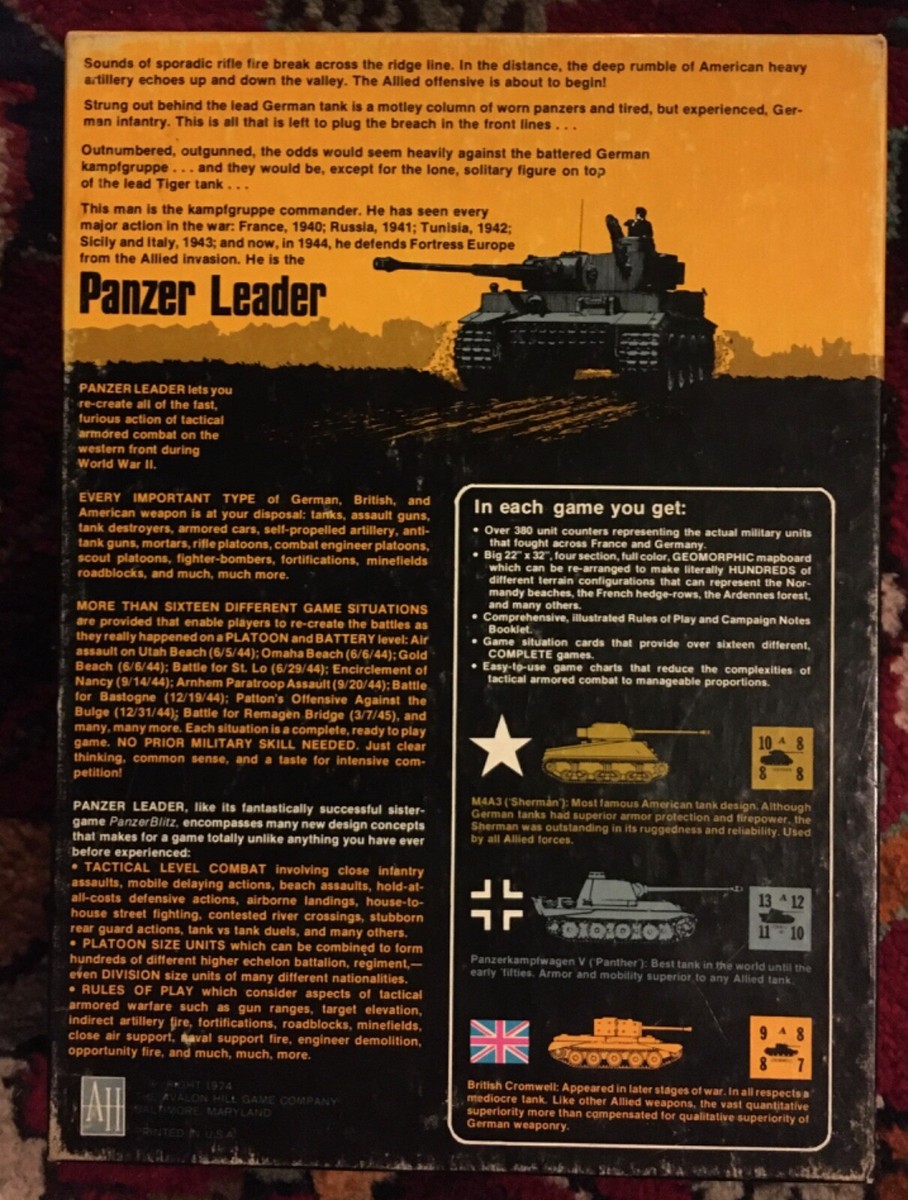 Sounds of sporadic rifle fire break across the ridge line. In the distance, the deep rumble of American heavy
artillery echoes up and down the valley. The Allied offensive is about to begin!
Strung out behind the lead German tank is a motley column of worn panzers and tired, but experienced, Ger-
man infantry. This is all that is left to plug the breach in the front lines . . .
Outnumbered, outgunned, the odds would seem heavily against the battered German
kampfgruppe . . . and they would be, except for the lone, solitary figure on top
of the lead Tiger tank . . .
This man is the kampfgruppe commander. He has seen every
major action in the war: France, 1940; Russia, 1941; Tunisia, 1942;
Sicily and Italy, 1943; and now, in 1944, he defends Fortress Europe
from the Allied invasion. He is the
Panzer Leader
PANZER LEADER lets you
re-create all of the fast,
furious action of tactical
armored combat on the
western front during
World War II.
EVERY IMPORTANT TYPE of German, British, and
American weapon is at your disposal: tanks, assault guns,
tank destroyers, armored cars, self-propelled artillery, anti-
tank guns, mortars, rifle platoons, combat engineer platoons,
scout platoons, fighter-bombers, fortifications, minefields
roadblocks, and much, much more.
MORE THAN SIXTEEN DIFFERENT GAME SITUATIONS
are provided that enable players to re-create the battles as
they really happened on a PLATOON and BATTERY level: Air
assault on Utah Beach (6/5/44); Omaha Beach (6/6/44); Gold
Beach (6/6/44); Battle for St. Lo (6/29/44); Encirclement of
Nancy (9/14/44); Arnhem Paratroop Assault (9/20/44); Battle
for Bastogne (12/19/44); Patton's Offensive Against the
Bulge (12/31/44); Battle for Remagen Bridge (3/7/45), and
many, many more. Each situation is a complete, ready to play
game. NO PRIOR MILITARY SKILL NEEDED. Just clear
thinking, common sense, and a taste for intensive com-
petition!
PANZER LEADER, like its fantastically successful sister-
game PanzerBlitz, encompasses many new design concepts
that makes for a game totally unlike anything you have ever
before experienced:
• TACTICAL LEVEL COMBAT involving close infantry
assaults, mobile delaying actions, beach assaults, hold-at-
all-costs defensive actions, airborne landings, house-to-
house street fighting, contested river crossings, stubborn
rear guard actions, tank vs tank duels, and many others.
• PLATOON SIZE UNITS which can be combined to form
hundreds of different higher echelon battalion, regiment,—
even DIVISION size units of many different nationalities.
• RULES OF PLAY which consider aspects of tactical
armored warfare such as gun ranges, target elevation,
indirect artillery fire, fortifications, roadblocks, minefields,
close air support, naval support fire, engineer demolition,
opportunity fire, and much, much, more.
AH
1974
THE AVALON HILL GAME COMPANY
BALTIMORE, MARYLAND
PRINTED IN U.S.A.
In each game you get:
• Over 380 unit counters representing the actual military units
that fought across France and Germany.
• Big 22" x 32", four section, full color, GEOMORPHIC mapboard
which can be re-arranged to make literally HUNDREDS of
different terrain configurations that can represent the Nor-
mandy beaches, the French hedge-rows, the Ardennes forest,
and many others.
• Comprehensive, illustrated Rules of Play and Campaign Notes
Booklet.
• Game situation cards that provide over sixteen different,
COMPLETE games.
• Easy-to-use game charts that reduce the complexities of
tactical armored combat to manageable proportions.
10 A 8
8 8
M4A3 ('Sherman'): Most famous American tank design. Although
German tanks had superior armor protection and firepower, the
Sherman was outstanding in its ruggedness and reliability. Used
by all Allied forces.
13 A 12
11 10
Panzerkampfwagen V ('Panther'): Best tank in the world until the
early 'fifties. Armor and mobility superior to any Allied tank.
9 A 8
8 7
British Cromwell: Appeared in later stages of war. In all respects a
mediocre tank. Like other Allied weapons, the vast quantitative
superiority more than compensated for qualitative superiority of
German weaponry.